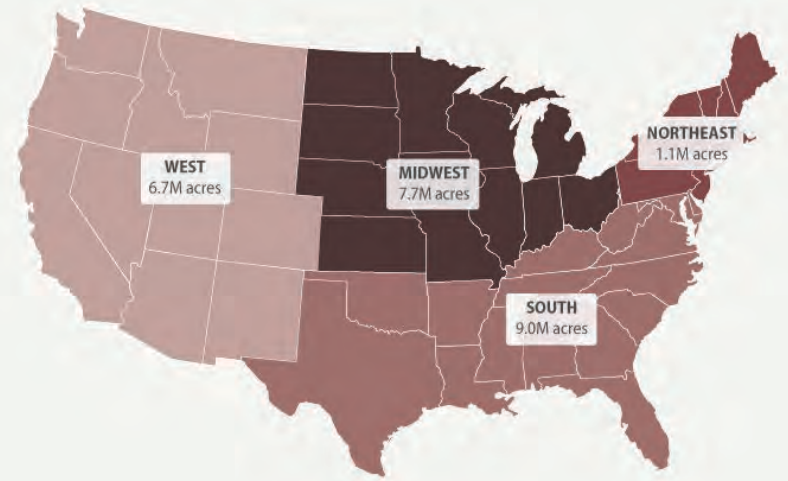 WEST
6.7M acres
MIDWEST
7.7M acres
NORTHEAST
1.1M acres
SOUTH
9.0M acres